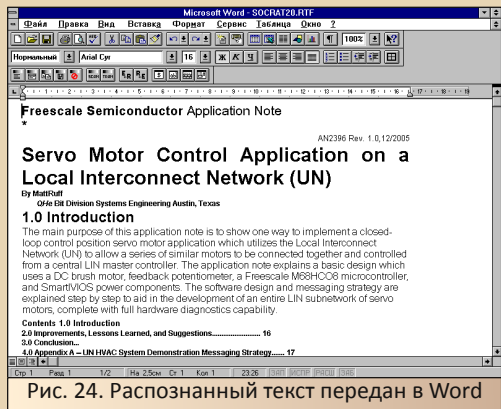 Microsoft Word - SOCRAT20.RTF
Файл Правка Вид Вставка Формат Сервис Таблица Окно ?
100%
Нормальный Arial Cyr 16 Ж К Ч
Freescale Semiconductor Application Note
*
AN2396 Rev. 1.0,12/2005
Servo Motor Control Application on a
Local Interconnect Network (UN)
By MattRuff
QHe Bit Division Systems Engineering Austin, Texas
1.0 Introduction
The main purpose of this application note is to show one way to implement a closed-
loop control position servo motor application which utilizes the Local Interconnect
Network (UN) to allow a series of similar motors to be connected together and controlled
from a central LIN master controller. The application note explains a basic design which
uses a DC brush motor, feedback potentiometer, a Freescale M68HCO8 microcontroller,
and SmartIVIOS power components. The software design and messaging strategy are
explained step by step to aid in the development of an entire LIN subnetwork of servo
motors, complete with full hardware diagnostics capability.
Contents 1.0 Introduction
2.0 Improvements, Lessons Learned, and Suggestions..................... 16
3.0 Conclusion...
4.0 Appendix A – UN HVAC System Demonstration Messaging Strategy....... 17
Стр 1 Разд 1 1/2 На 2,5см Ст 1 Кол 1 23:26 ЗАП ИСПР РАСШ ЗАБ
Рис. 24. Распознанный текст передан в Word